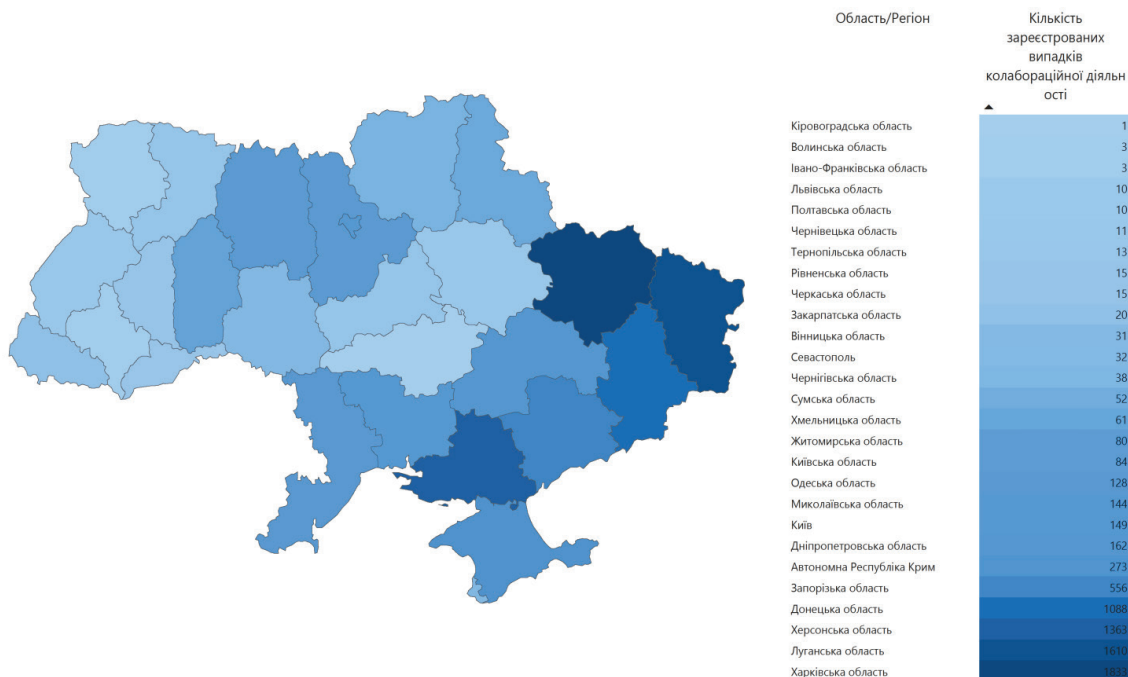 Область/Регіон
Кількість
зареєстрованих
випадків
колабораційної діяльн
ості
Кіровоградська область 1
Волинська область 3
Івано-Франківська область 3
Львівська область 10
Полтавська область 10
Чернівецька область 11
Тернопільська область 13
Рівненська область 15
Черкаська область 15
Закарпатська область 20
Вінницька область 31
Севастополь 32
Чернігівська область 38
Сумська область 52
Хмельницька область 61
Житомирська область 80
Київська область 84
Одеська область 128
Миколаївська область 144
Київ 149
Дніпропетровська область 162
Автономна Республіка Крим 273
Запорізька область 556
Донецька область 1088
Херсонська область 1363
Луганська область 1610
Харківська область 1833